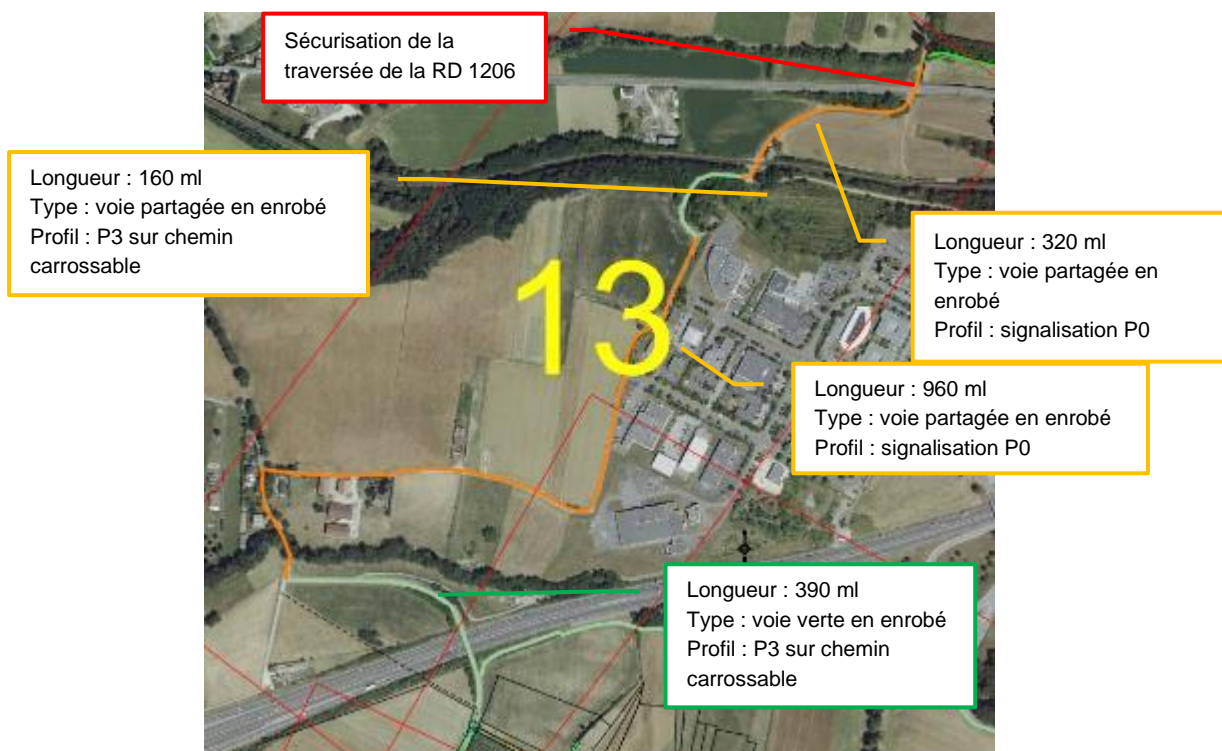 Sécurisation de la
traversée de la RD 1206
Longueur : 160 ml
Type : voie partagée en enrobé
Profil : P3 sur chemin
carrossable
Longueur : 320 ml
Type : voie partagée en
enrobé
Profil : signalisation P0
13
Longueur : 960 ml
Type : voie partagée en enrobé
Profil : signalisation P0
Longueur : 390 ml
Type : voie verte en enrobé
Profil : P3 sur chemin
carrossable